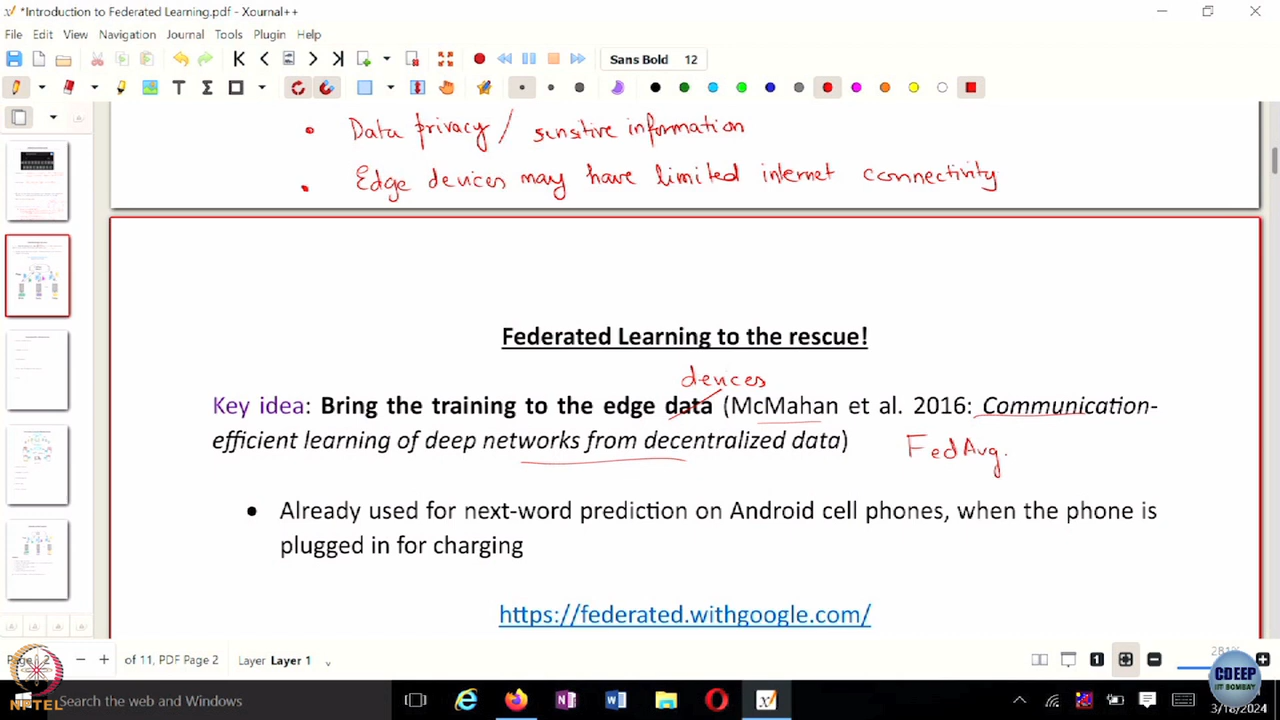 *Introduction to Federated Learning.pdf - Xournal++
File Edit View Navigation Journal Tools Plugin Help
Sans Bold 12
• Data privacy / sensitive information
• Edge devices may have limited internet connectivity
Federated Learning to the rescue!
devices
Key idea: Bring the training to the edge data (McMahan et al. 2016: Communication-
efficient learning of deep networks from decentralized data)
FedAvg.
• Already used for next-word prediction on Android cell phones, when the phone is
plugged in for charging
https://federated.withgoogle.com/
Page 2 of 11, PDF Page 2 Layer Layer 1 281%
NPTEL
CDEEP
IIT BOMBAY
Search the web and Windows
3/18/2024